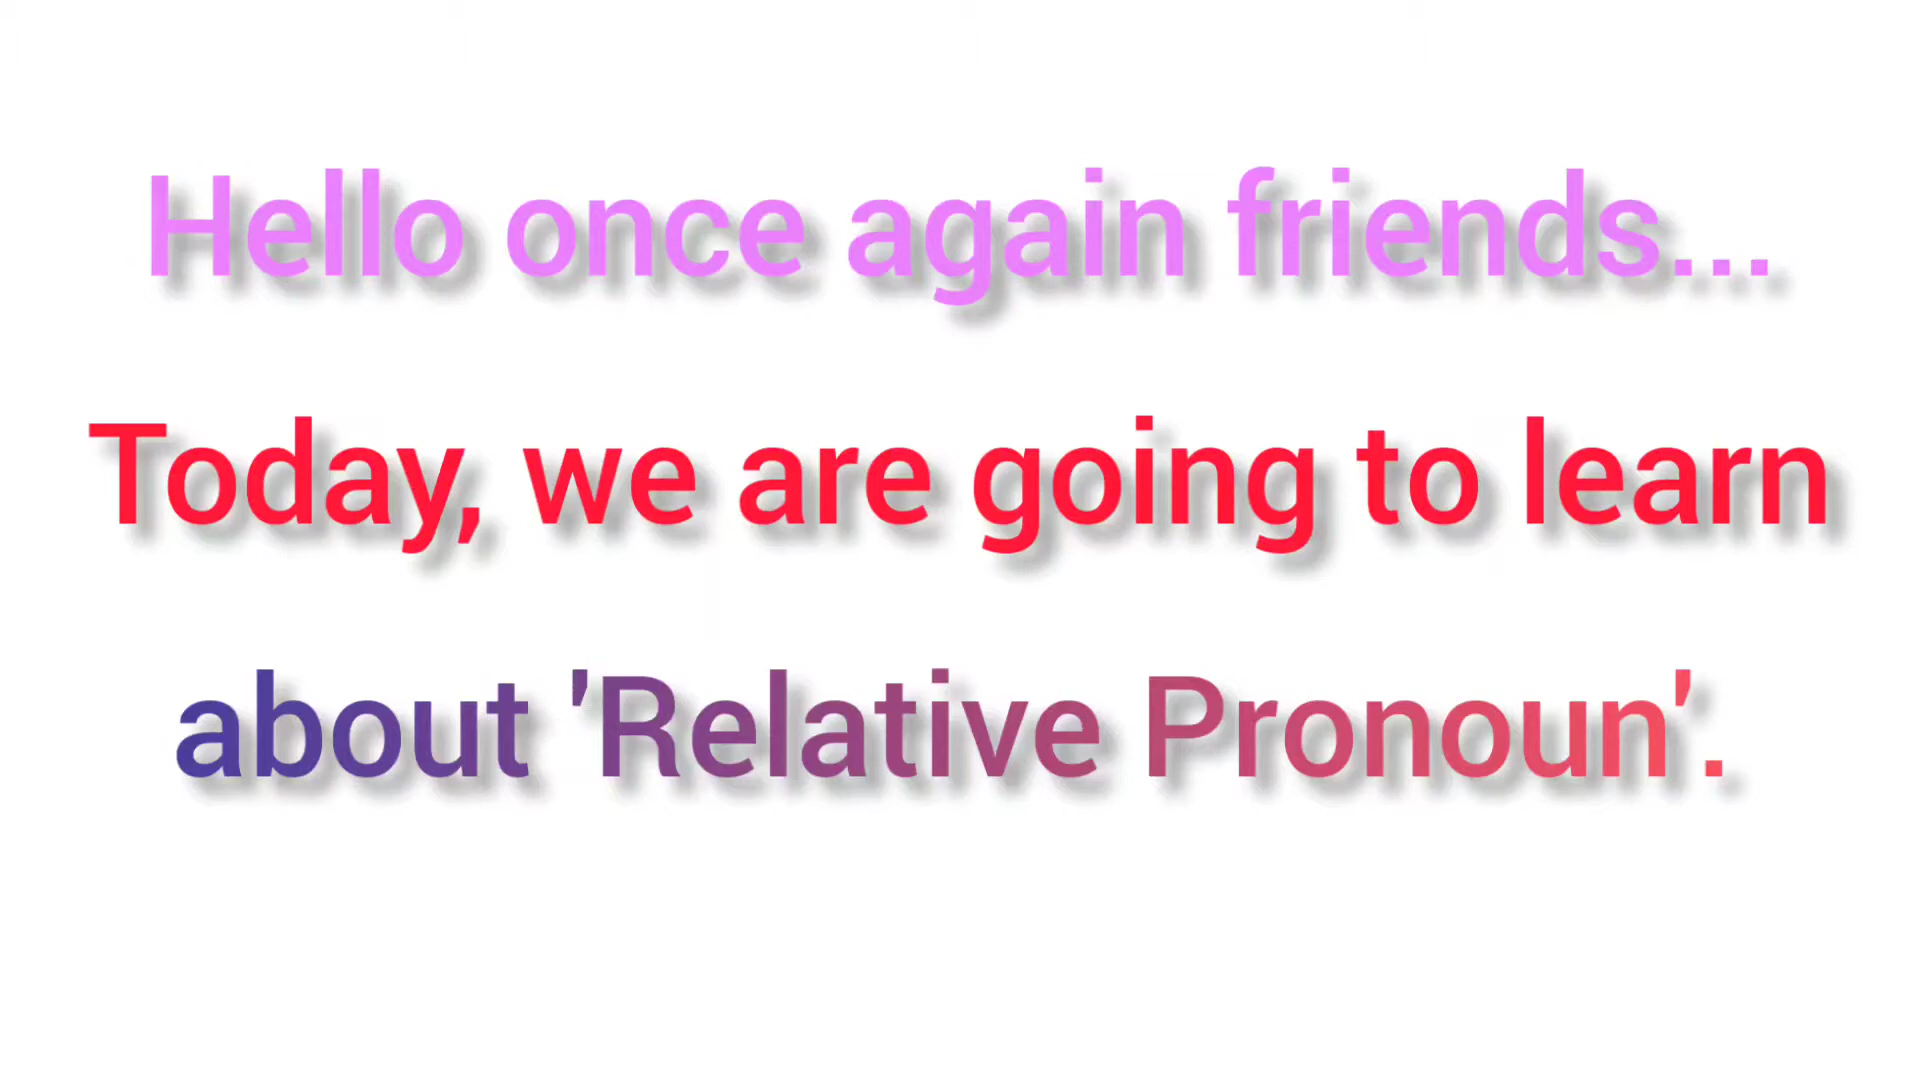 Hello once again friends...
Today, we are going to learn
about 'Relative Pronoun'.